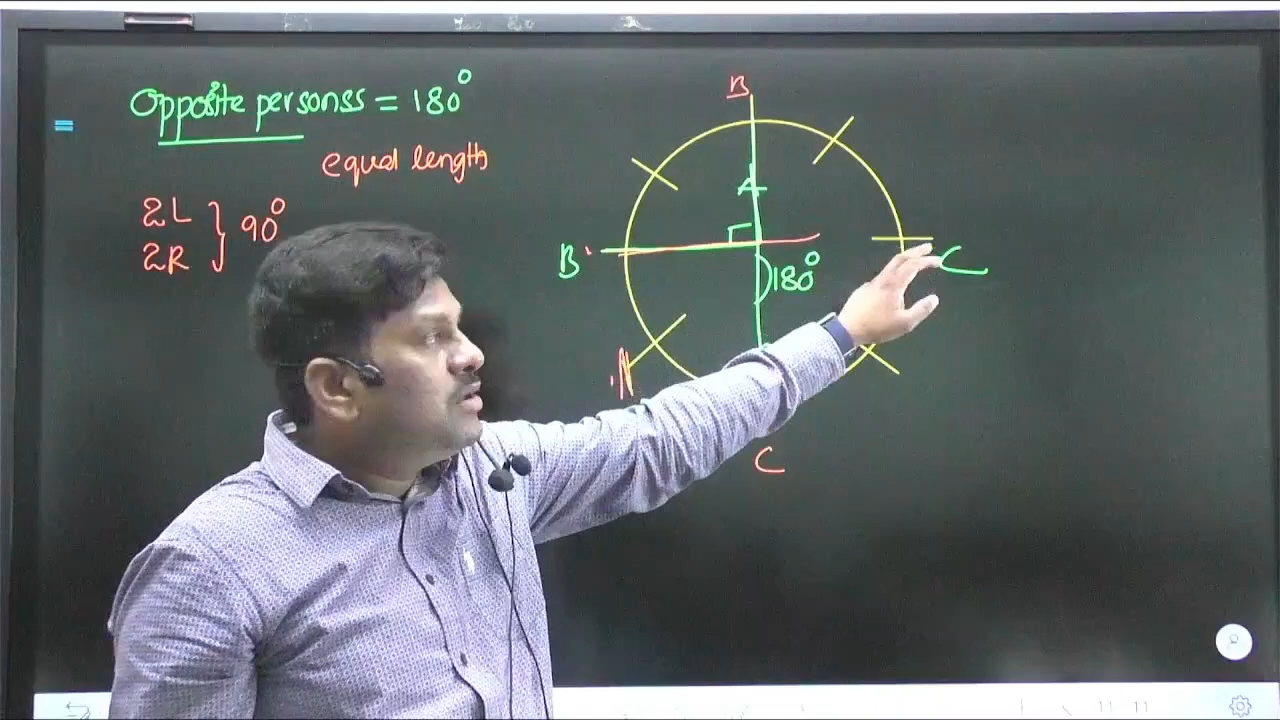 Opposite personss = 180°
equal length
2L
2R } 90°
B
A
B
180°
C
C